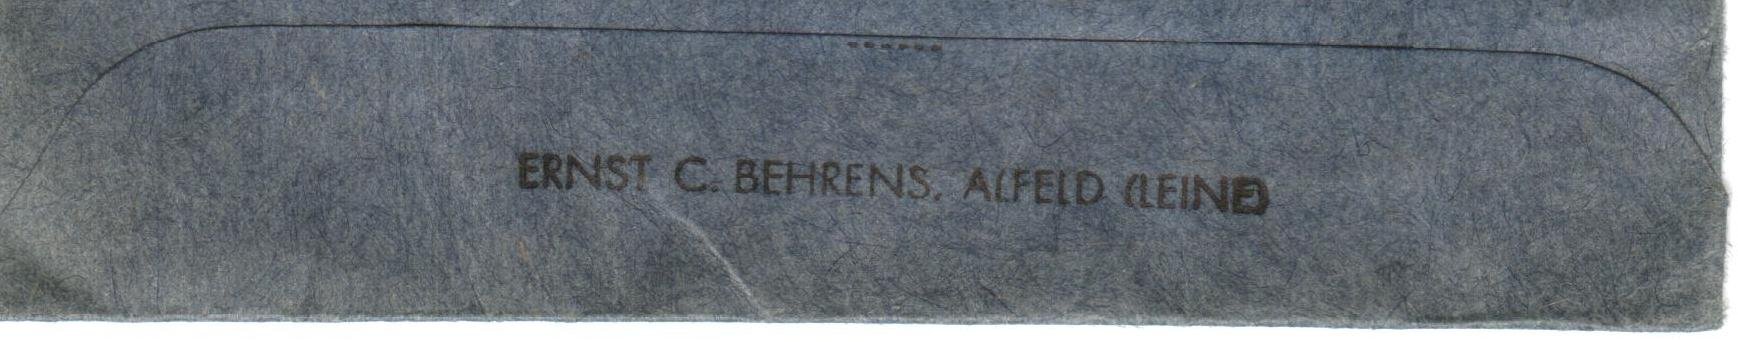 ERNST C. BEHRENS, ALFELD (LEINE)